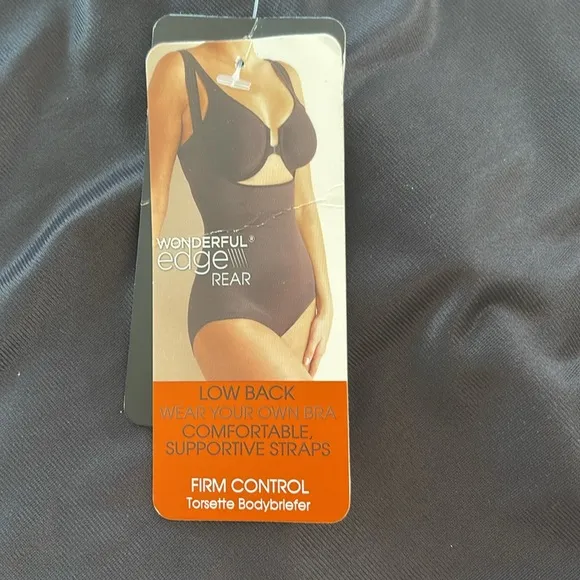 WONDERFUL®
edge
REAR
LOW BACK
WEAR YOUR OWN BRA
COMFORTABLE,
SUPPORTIVE STRAPS
FIRM CONTROL
Torsette Bodybriefer